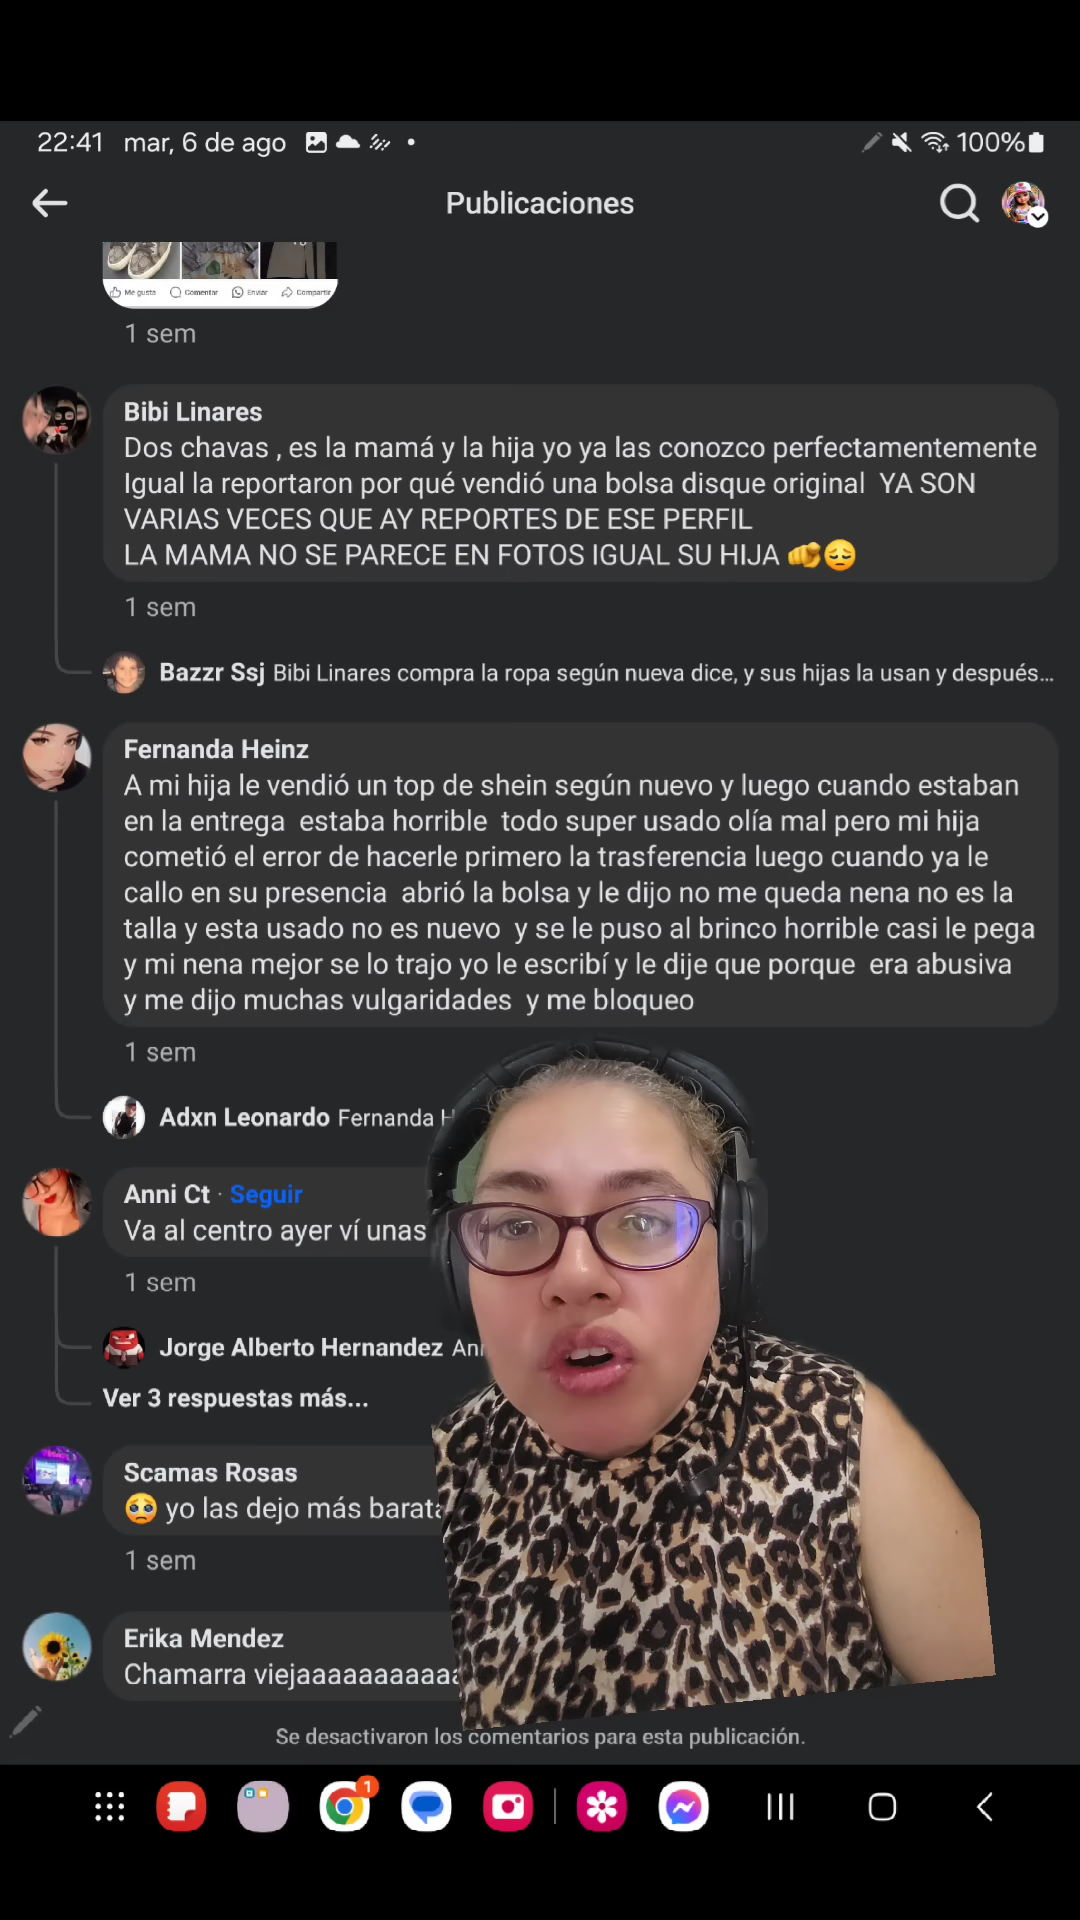 22:41 mar, 6 de ago 100%
Publicaciones
Me gusta Comentar Enviar Compartir
1 sem
Bibi Linares
Dos chavas , es la mamá y la hija yo ya las conozco perfectamentemente
Igual la reportaron por qué vendió una bolsa disque original YA SON
VARIAS VECES QUE AY REPORTES DE ESE PERFIL
LA MAMA NO SE PARECE EN FOTOS IGUAL SU HIJA 🫵😔
1 sem
Bazzr Ssj Bibi Linares compra la ropa según nueva dice, y sus hijas la usan y después...
Fernanda Heinz
A mi hija le vendió un top de shein según nuevo y luego cuando estaban
en la entrega estaba horrible todo super usado olía mal pero mi hija
cometió el error de hacerle primero la trasferencia luego cuando ya le
callo en su presencia abrió la bolsa y le dijo no me queda nena no es la
talla y esta usado no es nuevo y se le puso al brinco horrible casi le pega
y mi nena mejor se lo trajo yo le escribí y le dije que porque era abusiva
y me dijo muchas vulgaridades y me bloqueo
1 sem
Adxn Leonardo Fernanda H
Anni Ct · Seguir
Va al centro ayer ví unas
1 sem
Jorge Alberto Hernandez Ann
Ver 3 respuestas más...
Scamas Rosas
🥹 yo las dejo más barata
1 sem
Erika Mendez
Chamarra viejaaaaaaaaaaa
Se desactivaron los comentarios para esta publicación.
1